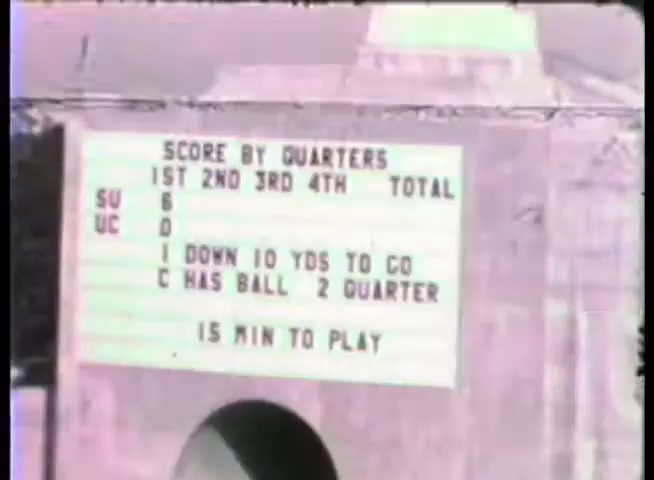 SCORE BY QUARTERS
1ST 2ND 3RD 4TH TOTAL
SU 6
UC 0
1 DOWN 10 YDS TO GO
C HAS BALL 2 QUARTER
15 MIN TO PLAY